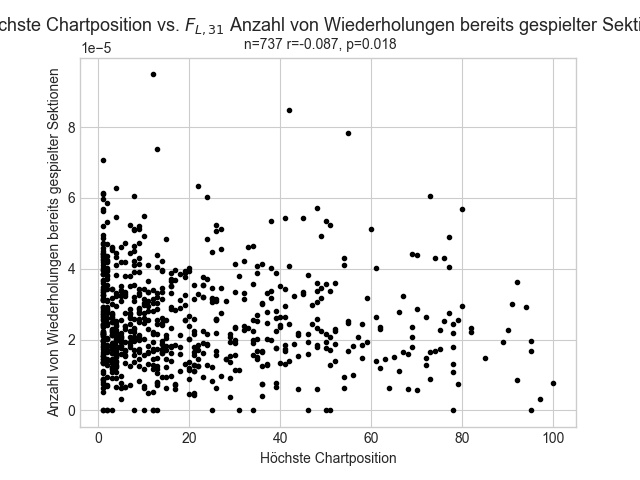 chste Chartposition vs. F_{L,31} Anzahl von Wiederholungen bereits gespielter Sekti
n=737 r=-0.087, p=0.018
1e−5
8
6
4
2
0
Anzahl von Wiederholungen bereits gespielter Sektionen
0 20 40 60 80 100
Höchste Chartposition